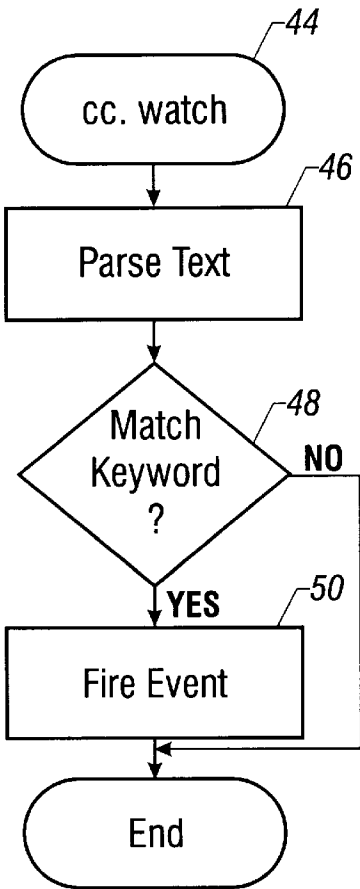 44
cc. watch
46
Parse Text
48
Match
Keyword
?
NO
YES
50
Fire Event
End